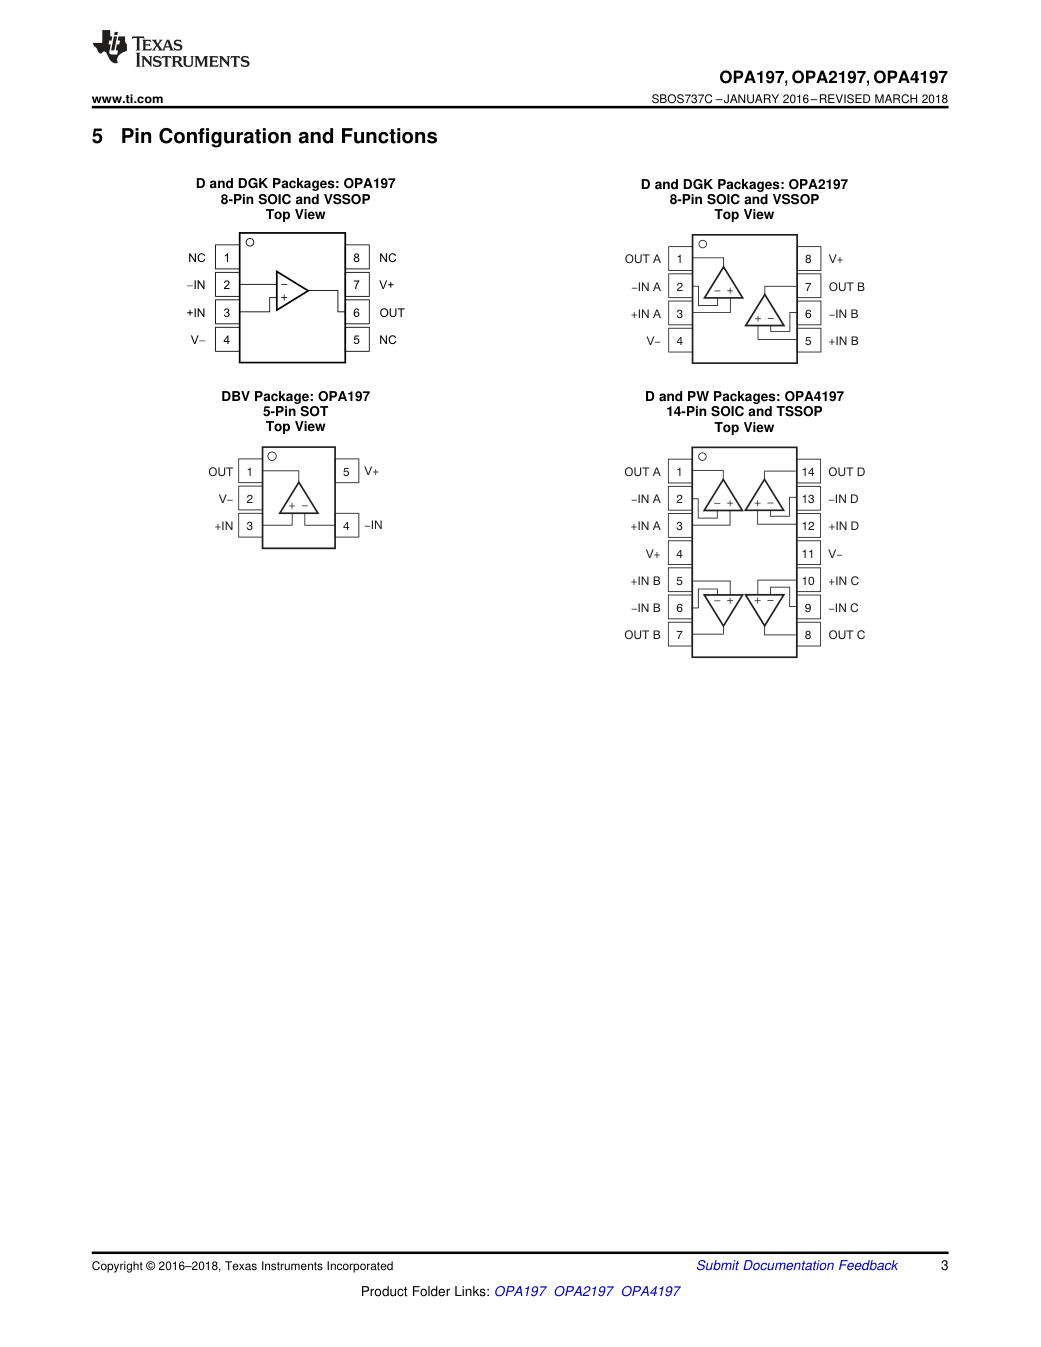 TEXAS
INSTRUMENTS
OPA197, OPA2197, OPA4197
www.ti.com
SBOS737C –JANUARY 2016–REVISED MARCH 2018
5 Pin Configuration and Functions
D and DGK Packages: OPA197
8-Pin SOIC and VSSOP
Top View
NC 1 8 NC
–IN 2 – 7 V+
+IN 3 + 6 OUT
V– 4 5 NC
D and DGK Packages: OPA2197
8-Pin SOIC and VSSOP
Top View
OUT A 1 8 V+
–IN A 2 – + 7 OUT B
+IN A 3 + – 6 –IN B
V– 4 5 +IN B
DBV Package: OPA197
5-Pin SOT
Top View
OUT 1 5 V+
V– 2 + –
+IN 3 4 –IN
D and PW Packages: OPA4197
14-Pin SOIC and TSSOP
Top View
OUT A 1 14 OUT D
–IN A 2 – + + – 13 –IN D
+IN A 3 12 +IN D
V+ 4 11 V–
+IN B 5 10 +IN C
–IN B 6 – + + – 9 –IN C
OUT B 7 8 OUT C
Copyright © 2016–2018, Texas Instruments Incorporated
Submit Documentation Feedback
3
Product Folder Links: OPA197 OPA2197 OPA4197